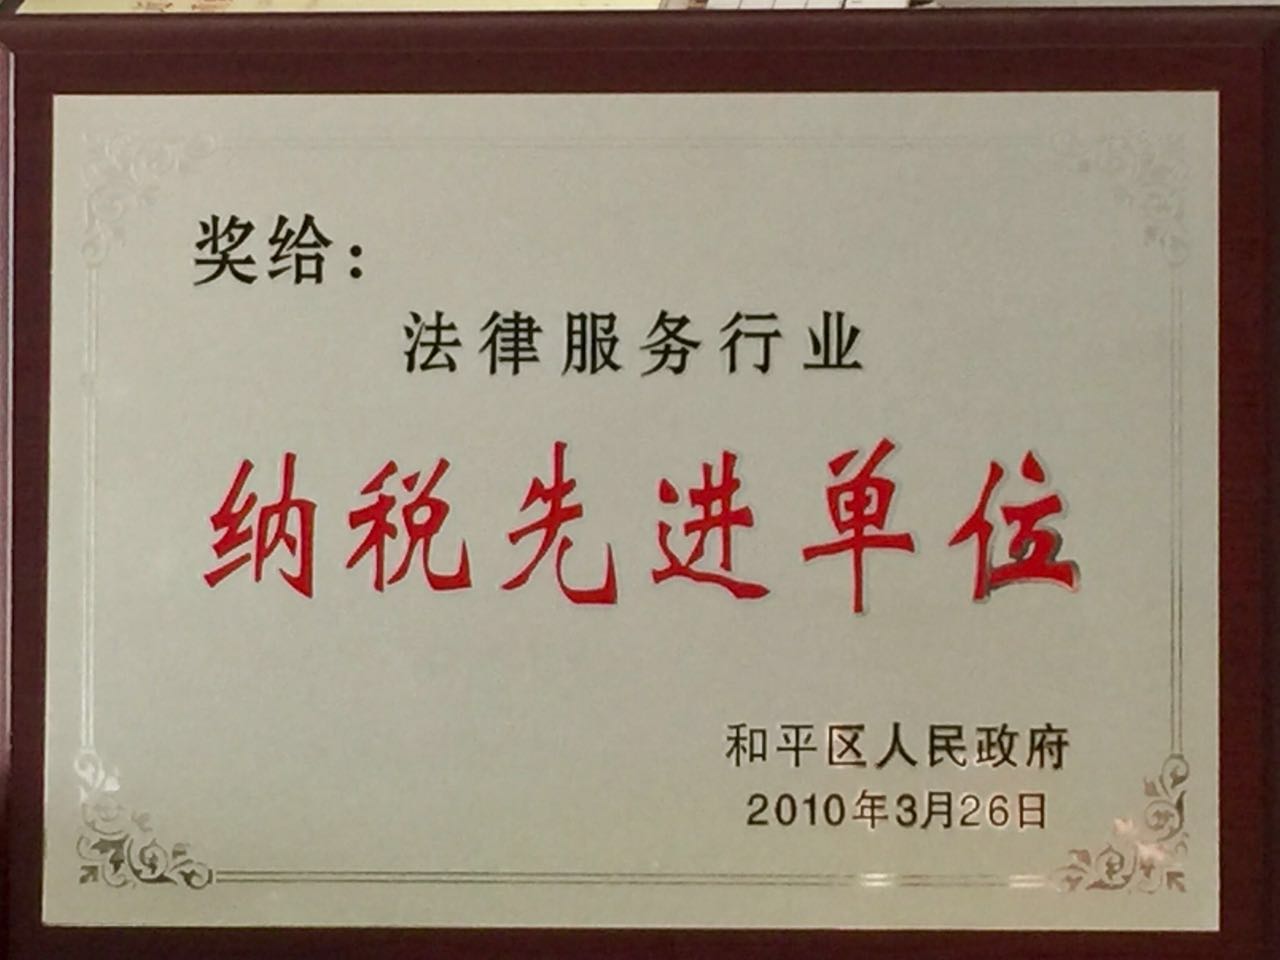 奖给：
法律服务行业
纳税先进单位
和平区人民政府
2010年3月26日